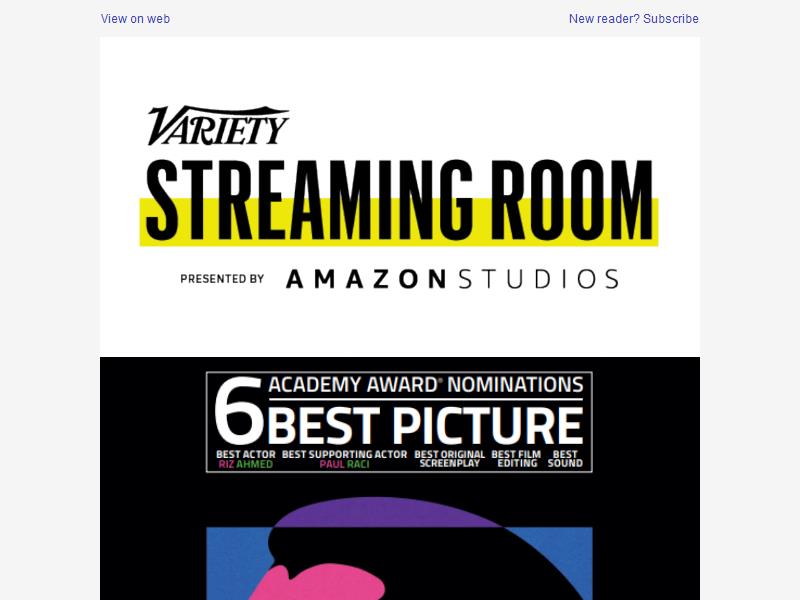 View on web
New reader? Subscribe
VARIETY
STREAMING ROOM
PRESENTED BY AMAZON STUDIOS
6 ACADEMY AWARD® NOMINATIONS
BEST PICTURE
BEST ACTOR BEST SUPPORTING ACTOR BEST ORIGINAL SCREENPLAY BEST FILM EDITING BEST SOUND
RIZ AHMED PAUL RACI